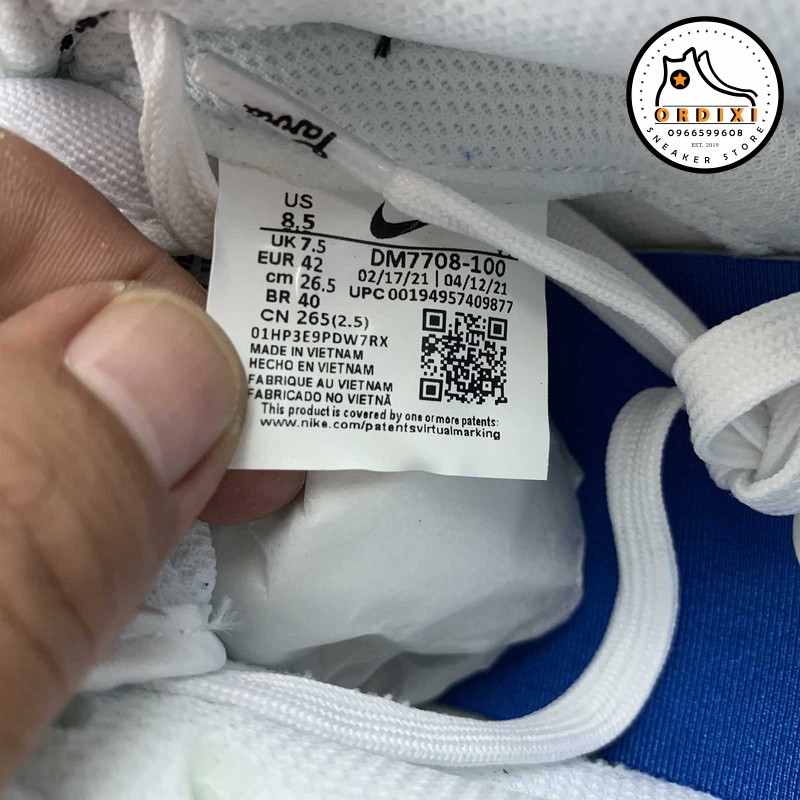 ORDIXI
0966599608
EST, 2019
SNEAKER STORE
Tarvas
US
8.5
UK 7.5
EUR 42
cm 26.5
BR 40
CN 265(2.5)
01HP3E9PDW7RX
MADE IN VIETNAM
HECHO EN VIETNAM
FABRIQUE AU VIETNAM
FABRICADO NO VIETNÃ
DM7708-100
02/17/21 | 04/12/21
UPC 00194957409877
This product is covered by one or more patents:
www.nike.com/patentsvirtualmarking